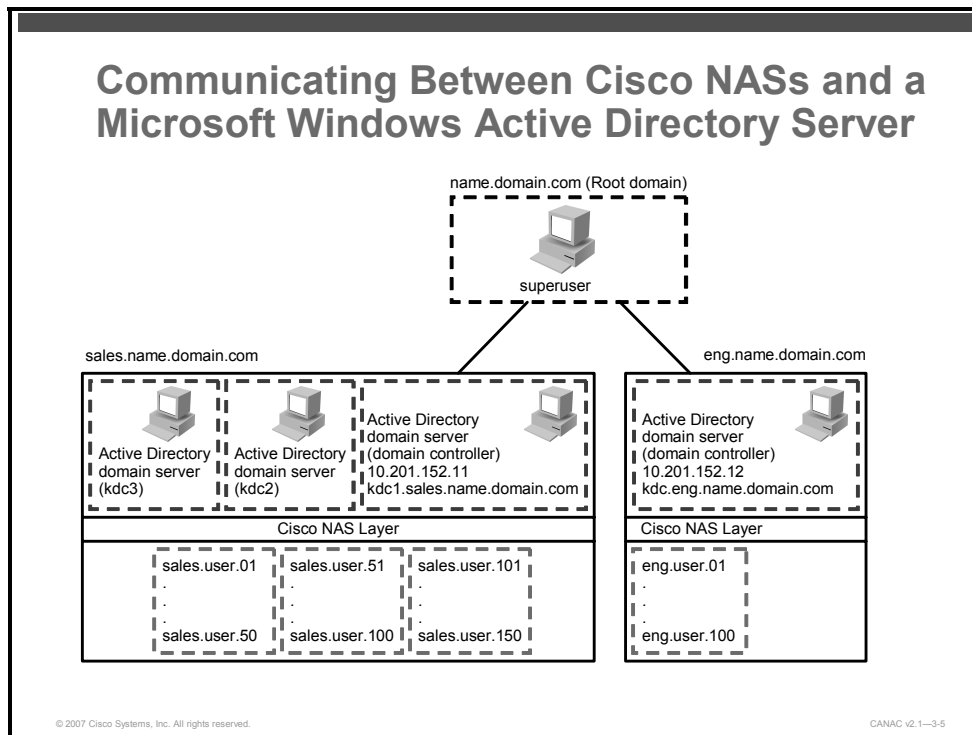 Communicating Between Cisco NASs and a
Microsoft Windows Active Directory Server
name.domain.com (Root domain)
superuser
sales.name.domain.com
Active Directory
domain server
(kdc3)
Active Directory
domain server
(kdc2)
Active Directory
domain server
(domain controller)
10.201.152.11
kdc1.sales.name.domain.com
Cisco NAS Layer
sales.user.01
.
.
.
sales.user.50
sales.user.51
.
.
.
sales.user.100
sales.user.101
.
.
.
sales.user.150
eng.name.domain.com
Active Directory
domain server
(domain controller)
10.201.152.12
kdc.eng.name.domain.com
Cisco NAS Layer
eng.user.01
.
.
.
eng.user.100
© 2007 Cisco Systems, Inc. All rights reserved.
CANAC v2.1—3-5